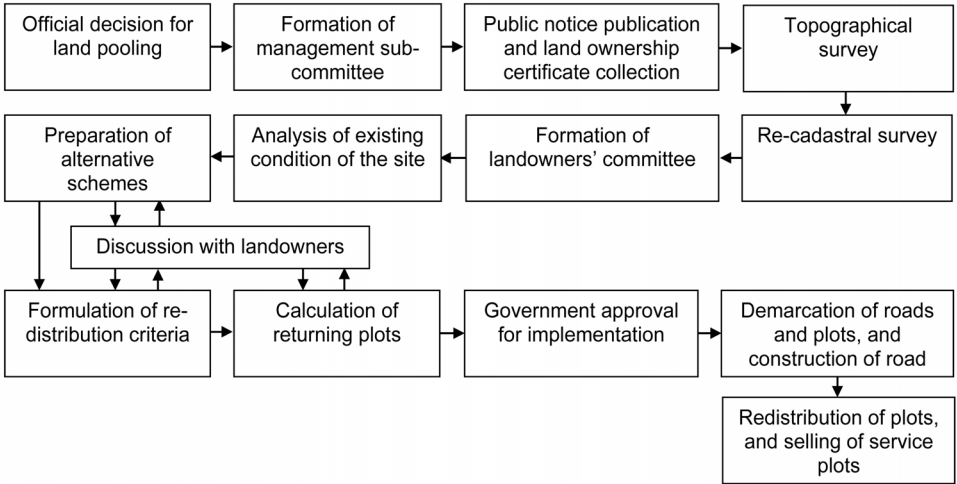 Official decision for
land pooling
Formation of
management sub-
committee
Public notice publication
and land ownership
certificate collection
Topographical
survey
Preparation of
alternative
schemes
Analysis of existing
condition of the site
Formation of
landowners’ committee
Re-cadastral survey
Discussion with landowners
Formulation of re-
distribution criteria
Calculation of
returning plots
Government approval
for implementation
Demarcation of roads
and plots, and
construction of road
Redistribution of plots,
and selling of service
plots